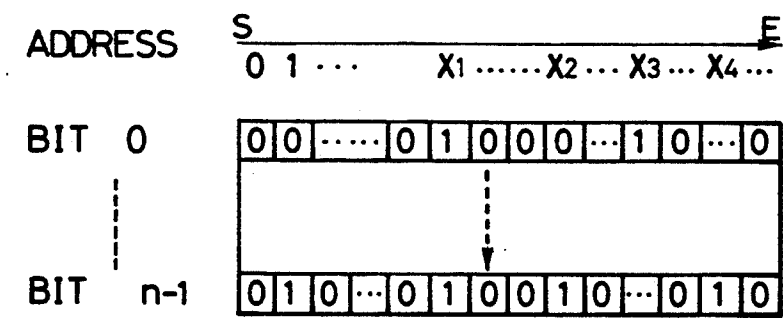 S E
ADDRESS 0 1 ... X1 ...... X2 ... X3 ... X4 ...
BIT 0 0 0 ..... 0 1 0 0 0 ... 1 0 ... 0
BIT n-1 0 1 0 ... 0 1 0 0 1 0 ... 0 1 0